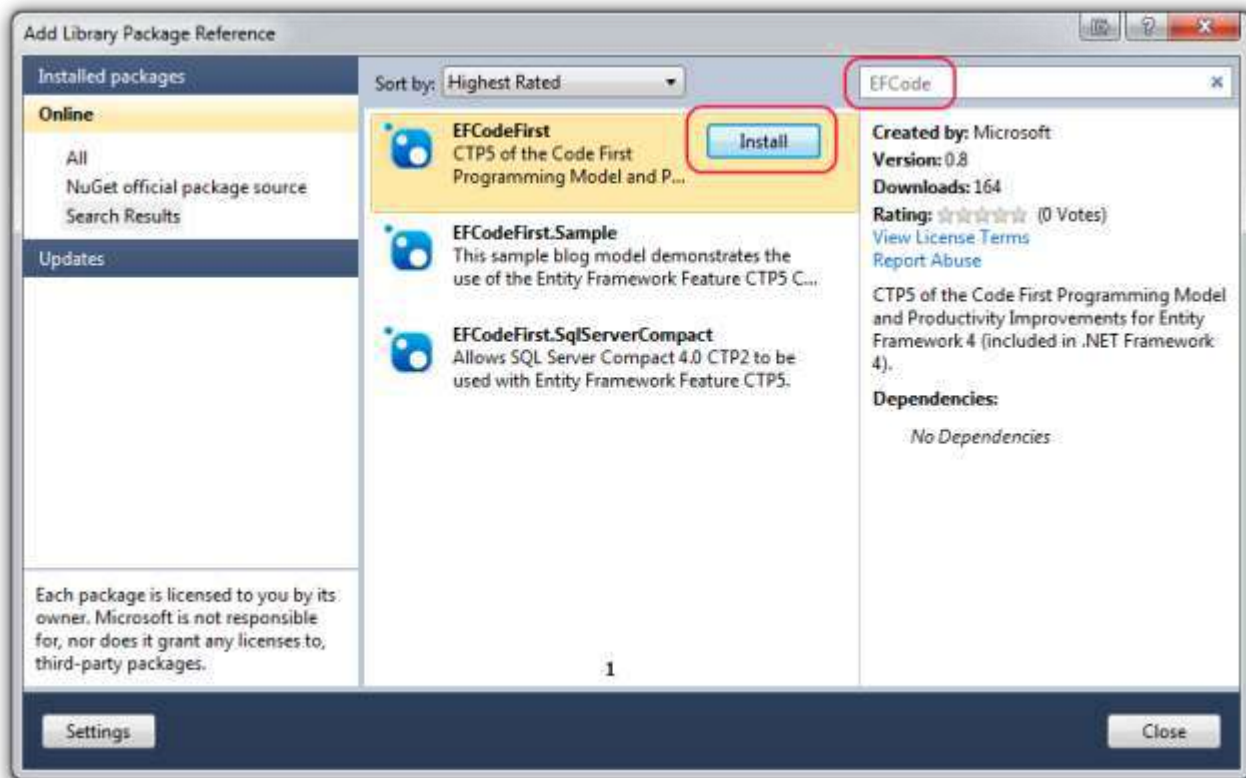 Add Library Package Reference
Installed packages
Online
All
NuGet official package source
Search Results
Updates
Each package is licensed to you by its
owner. Microsoft is not responsible
for, nor does it grant any licenses to,
third-party packages.
Sort by: Highest Rated
EFCodeFirst
CTP5 of the Code First
Programming Model and P...
Install
EFCodeFirst.Sample
This sample blog model demonstrates the
use of the Entity Framework Feature CTP5 C...
EFCodeFirst.SqlServerCompact
Allows SQL Server Compact 4.0 CTP2 to be
used with Entity Framework Feature CTP5.
1
EFCode
Created by: Microsoft
Version: 0.8
Downloads: 164
Rating: (0 Votes)
View License Terms
Report Abuse
CTP5 of the Code First Programming Model
and Productivity Improvements for Entity
Framework 4 (included in .NET Framework
4).
Dependencies:
No Dependencies
Settings
Close